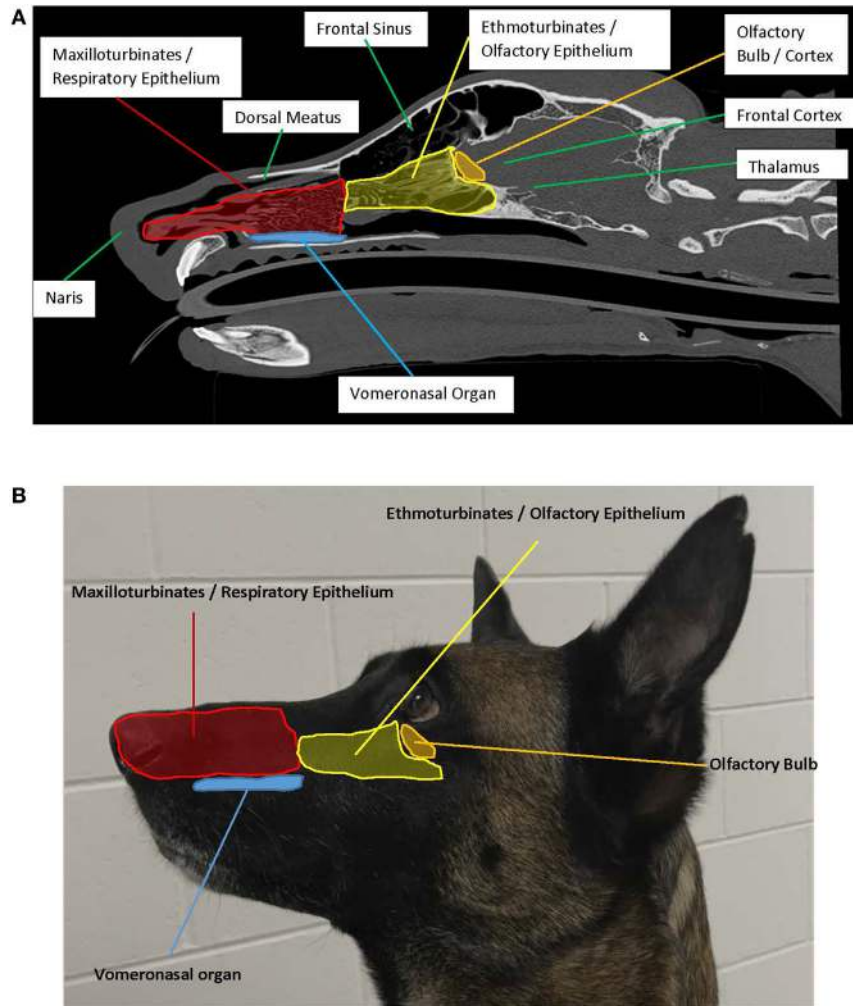 A
Frontal Sinus
Ethmoturbinates /
Olfactory Epithelium
Olfactory
Bulb / Cortex
Maxilloturbinates /
Respiratory Epithelium
Dorsal Meatus
Frontal Cortex
Thalamus
Naris
Vomeronasal Organ
B
Ethmoturbinates / Olfactory Epithelium
Maxilloturbinates / Respiratory Epithelium
Olfactory Bulb
Vomeronasal organ